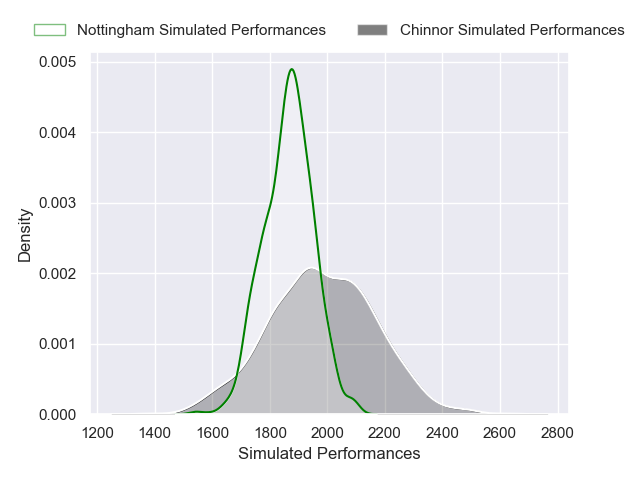 Nottingham Simulated Performances Chinnor Simulated Performances
0.005
0.004
0.003
0.002
0.001
0.000
Density
1200 1400 1600 1800 2000 2200 2400 2600 2800
Simulated Performances